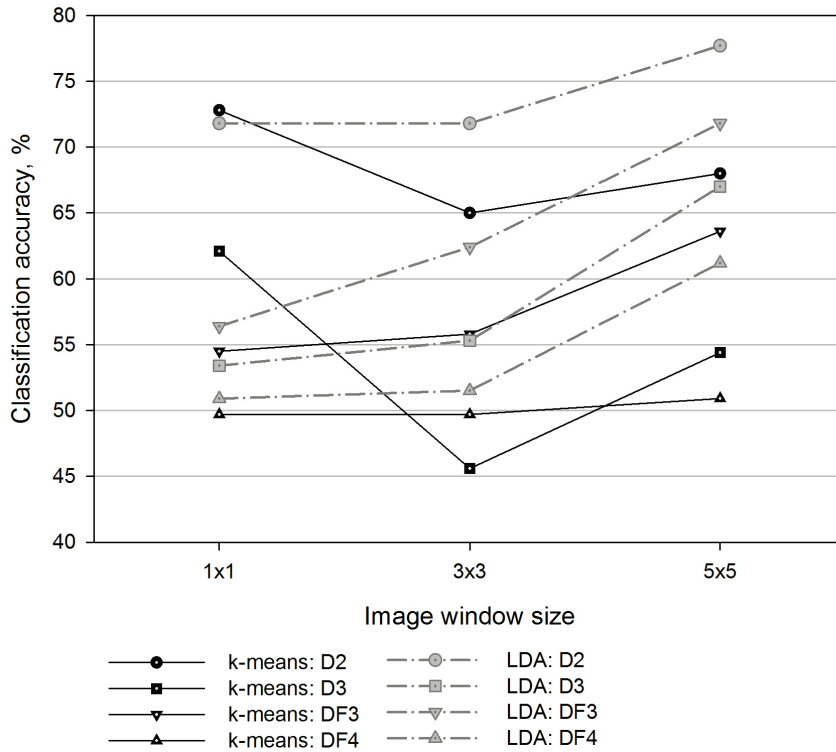 80
75
70
65
60
55
50
45
40
Classification accuracy, %
1x1 3x3 5x5
Image window size
k-means: D2 LDA: D2
k-means: D3 LDA: D3
k-means: DF3 LDA: DF3
k-means: DF4 LDA: DF4